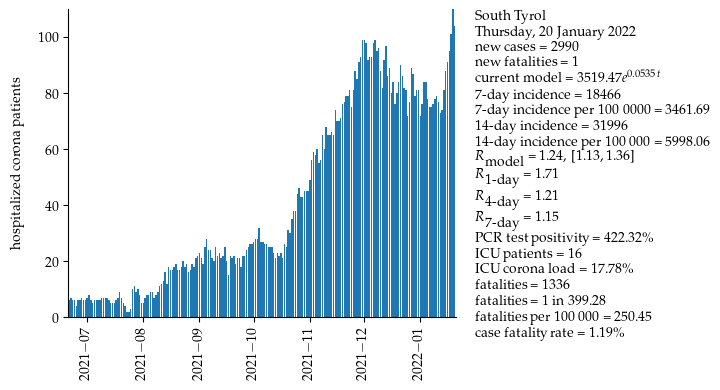 South Tyrol
Thursday, 20 January 2022
new cases = 2990
new fatalities = 1
current model = 3519.47e^0.0535 t
7-day incidence = 18466
7-day incidence per 100 0000 = 3461.69
14-day incidence = 31996
14-day incidence per 100 000 = 5998.06
R_model = 1.24, [1.13, 1.36]
R_1-day = 1.71
R_4-day = 1.21
R_7-day = 1.15
PCR test positivity = 422.32%
ICU patients = 16
ICU corona load = 17.78%
fatalities = 1336
fatalities = 1 in 399.28
fatalities per 100 000 = 250.45
case fatality rate = 1.19%
hospitalized corona patients
100
80
60
40
20
0
2021−07
2021−08
2021−09
2021−10
2021−11
2021−12
2022−01